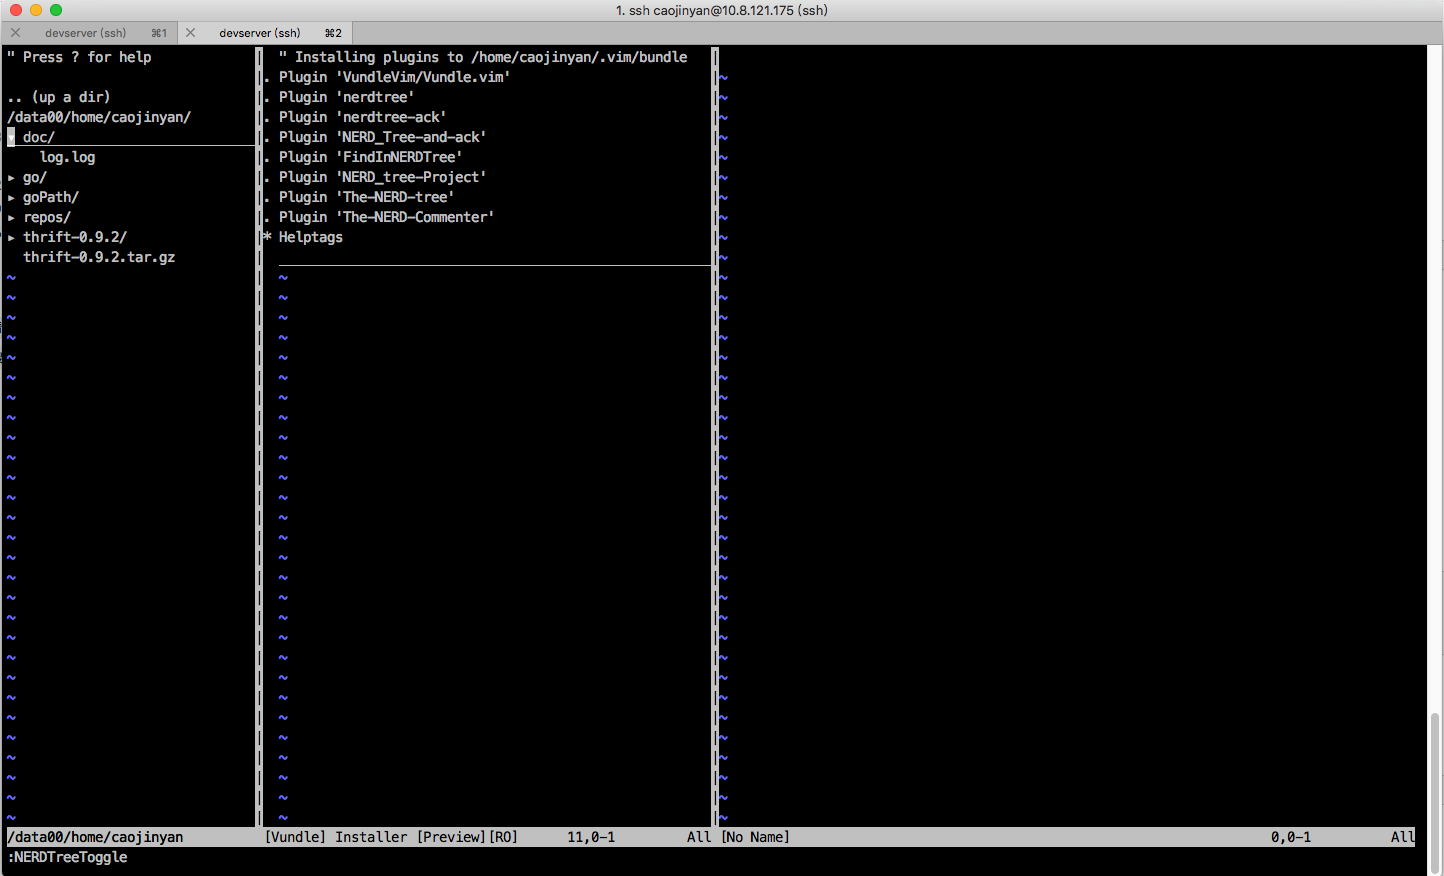 1. ssh caojinyan@10.8.121.175 (ssh)
devserver (ssh) ⌘1
devserver (ssh) ⌘2
" Press ? for help
.. (up a dir)
/data00/home/caojinyan/
▾ doc/
log.log
▸ go/
▸ goPath/
▸ repos/
▸ thrift-0.9.2/
thrift-0.9.2.tar.gz
" Installing plugins to /home/caojinyan/.vim/bundle
. Plugin 'VundleVim/Vundle.vim'
. Plugin 'nerdtree'
. Plugin 'nerdtree-ack'
. Plugin 'NERD_Tree-and-ack'
. Plugin 'FindInNERDTree'
. Plugin 'NERD_tree-Project'
. Plugin 'The-NERD-tree'
. Plugin 'The-NERD-Commenter'
* Helptags
/data00/home/caojinyan
[Vundle] Installer [Preview][RO] 11,0-1 All
[No Name] 0,0-1 All
:NERDTreeToggle